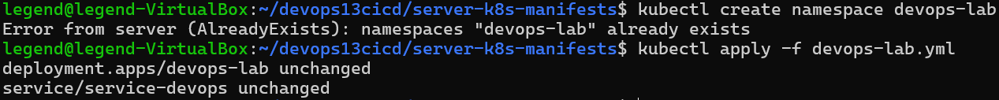 legend@legend-VirtualBox:~/devops13cicd/server-k8s-manifests$ kubectl create namespace devops-lab
Error from server (AlreadyExists): namespaces "devops-lab" already exists
legend@legend-VirtualBox:~/devops13cicd/server-k8s-manifests$ kubectl apply -f devops-lab.yml
deployment.apps/devops-lab unchanged
service/service-devops unchanged